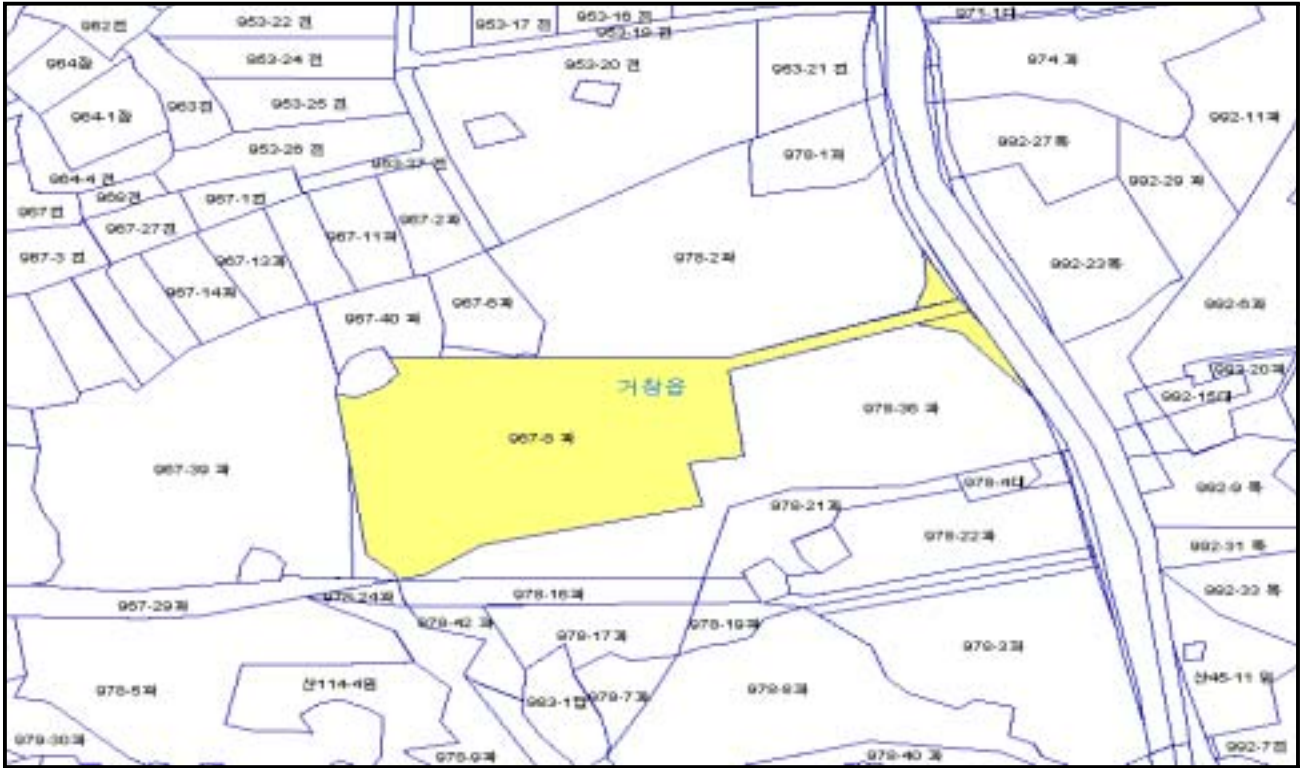 962전
953-22 전
953-17 전
953-18 전
971-1대
953-19 전
964잡
953-24 전
953-20 전
953-21 전
974 과
964-1잡
963전
953-25 전
992-11과
953-26 전
953-27 전
978-1과
992-27목
964-4 전
992-29 과
967전
967-1전
967-2과
967-27전
967-11과
967-3 전
967-13과
978-2과
992-23목
967-14과
967-40 과
967-6과
992-6과
거창읍
993-20과
992-15대
978-36 과
967-8 과
967-39 과
978-4대
992-9 목
978-21과
978-22과
992-31 목
978-24과
978-16과
992-33 목
967-29과
978-42 과
978-17과
978-19과
978-3과
978-5과
산114-4임
983-1답
978-7과
978-8과
산45-11 임
979-30과
978-9과
978-40 과
992-7전